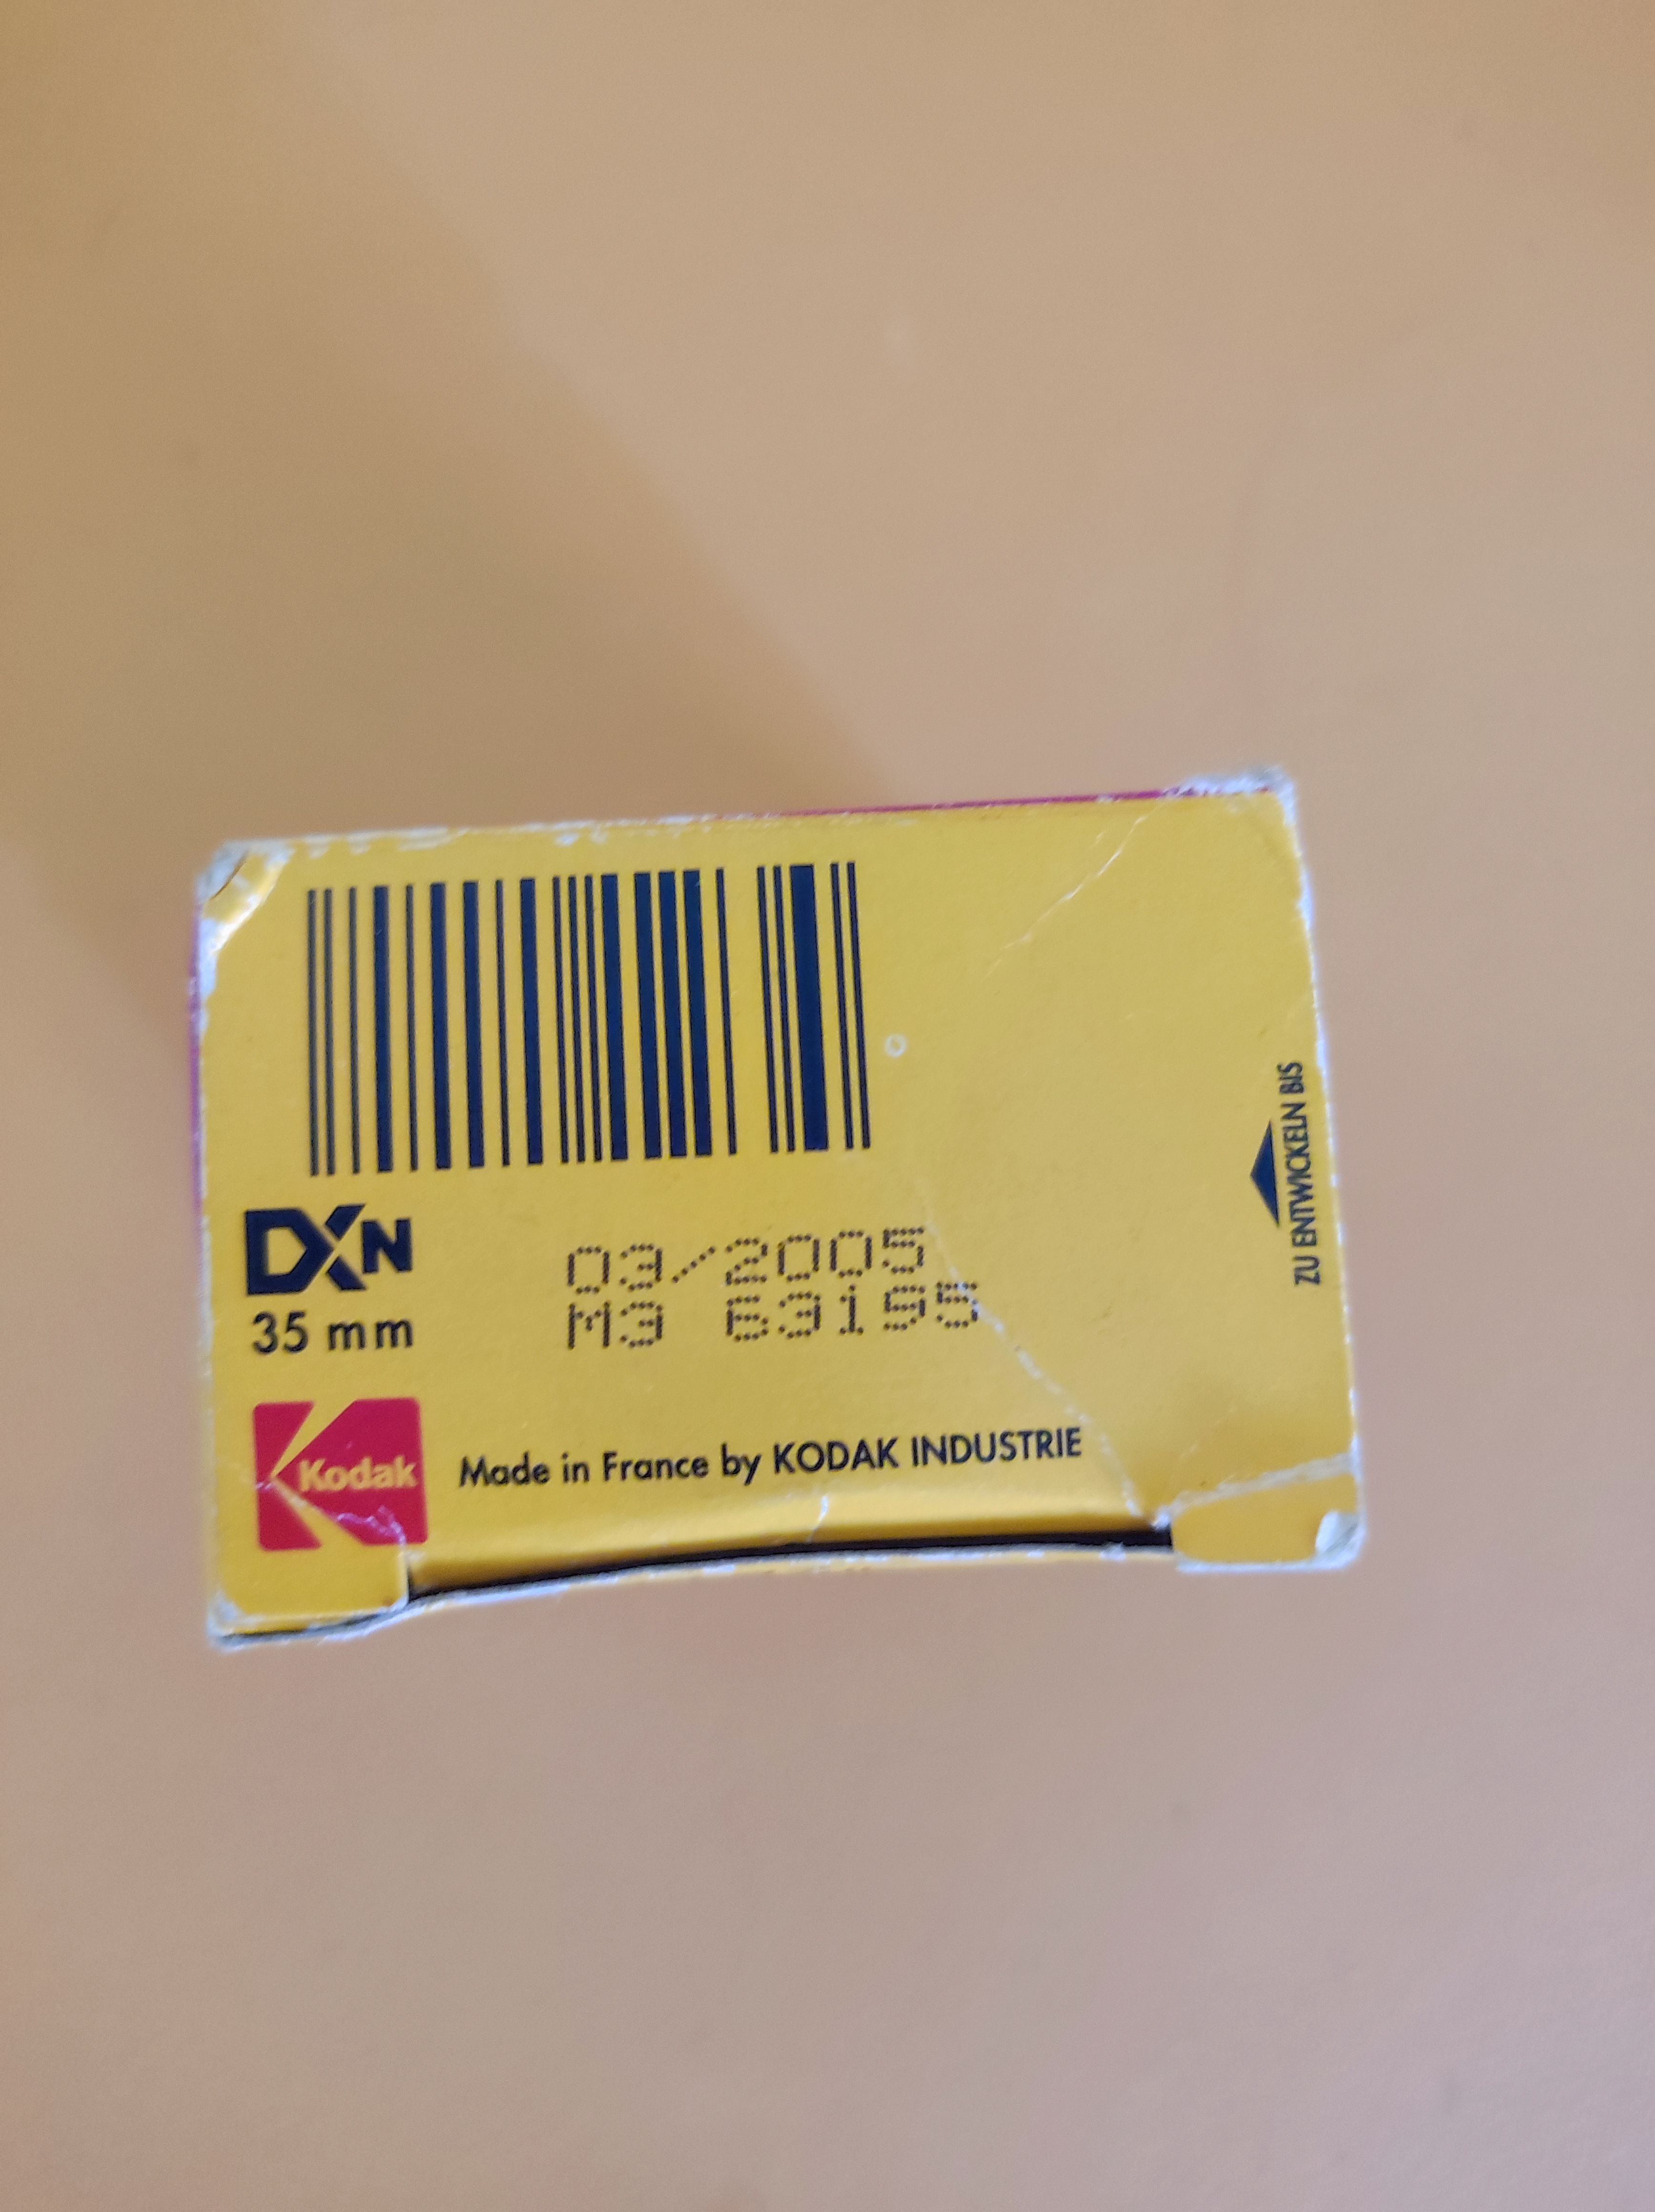 DXN
35 mm
03/2005
M3 63155
Kodak
Made in France by KODAK INDUSTRIE
ZU ENTWICKELN BIS